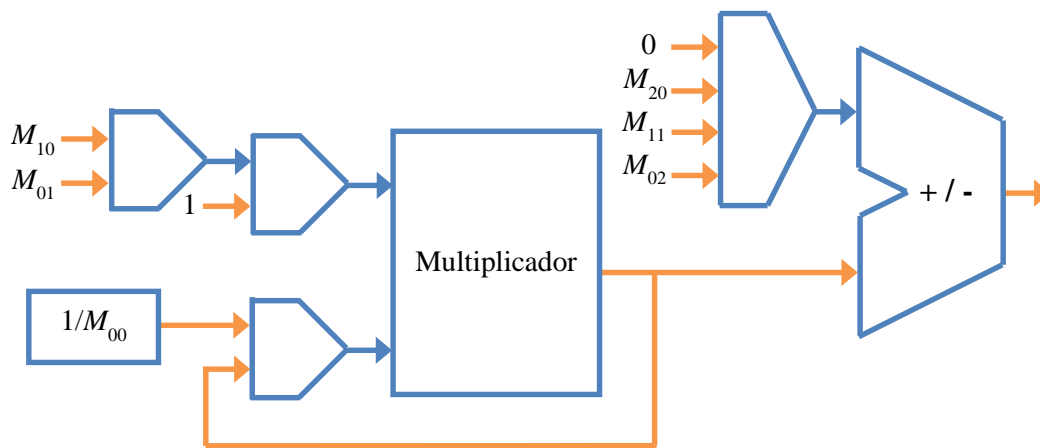 0
M₂₀
M₁₁
M₀₂
M₁₀
M₀₁
1
+ / -
Multiplicador
1/M₀₀